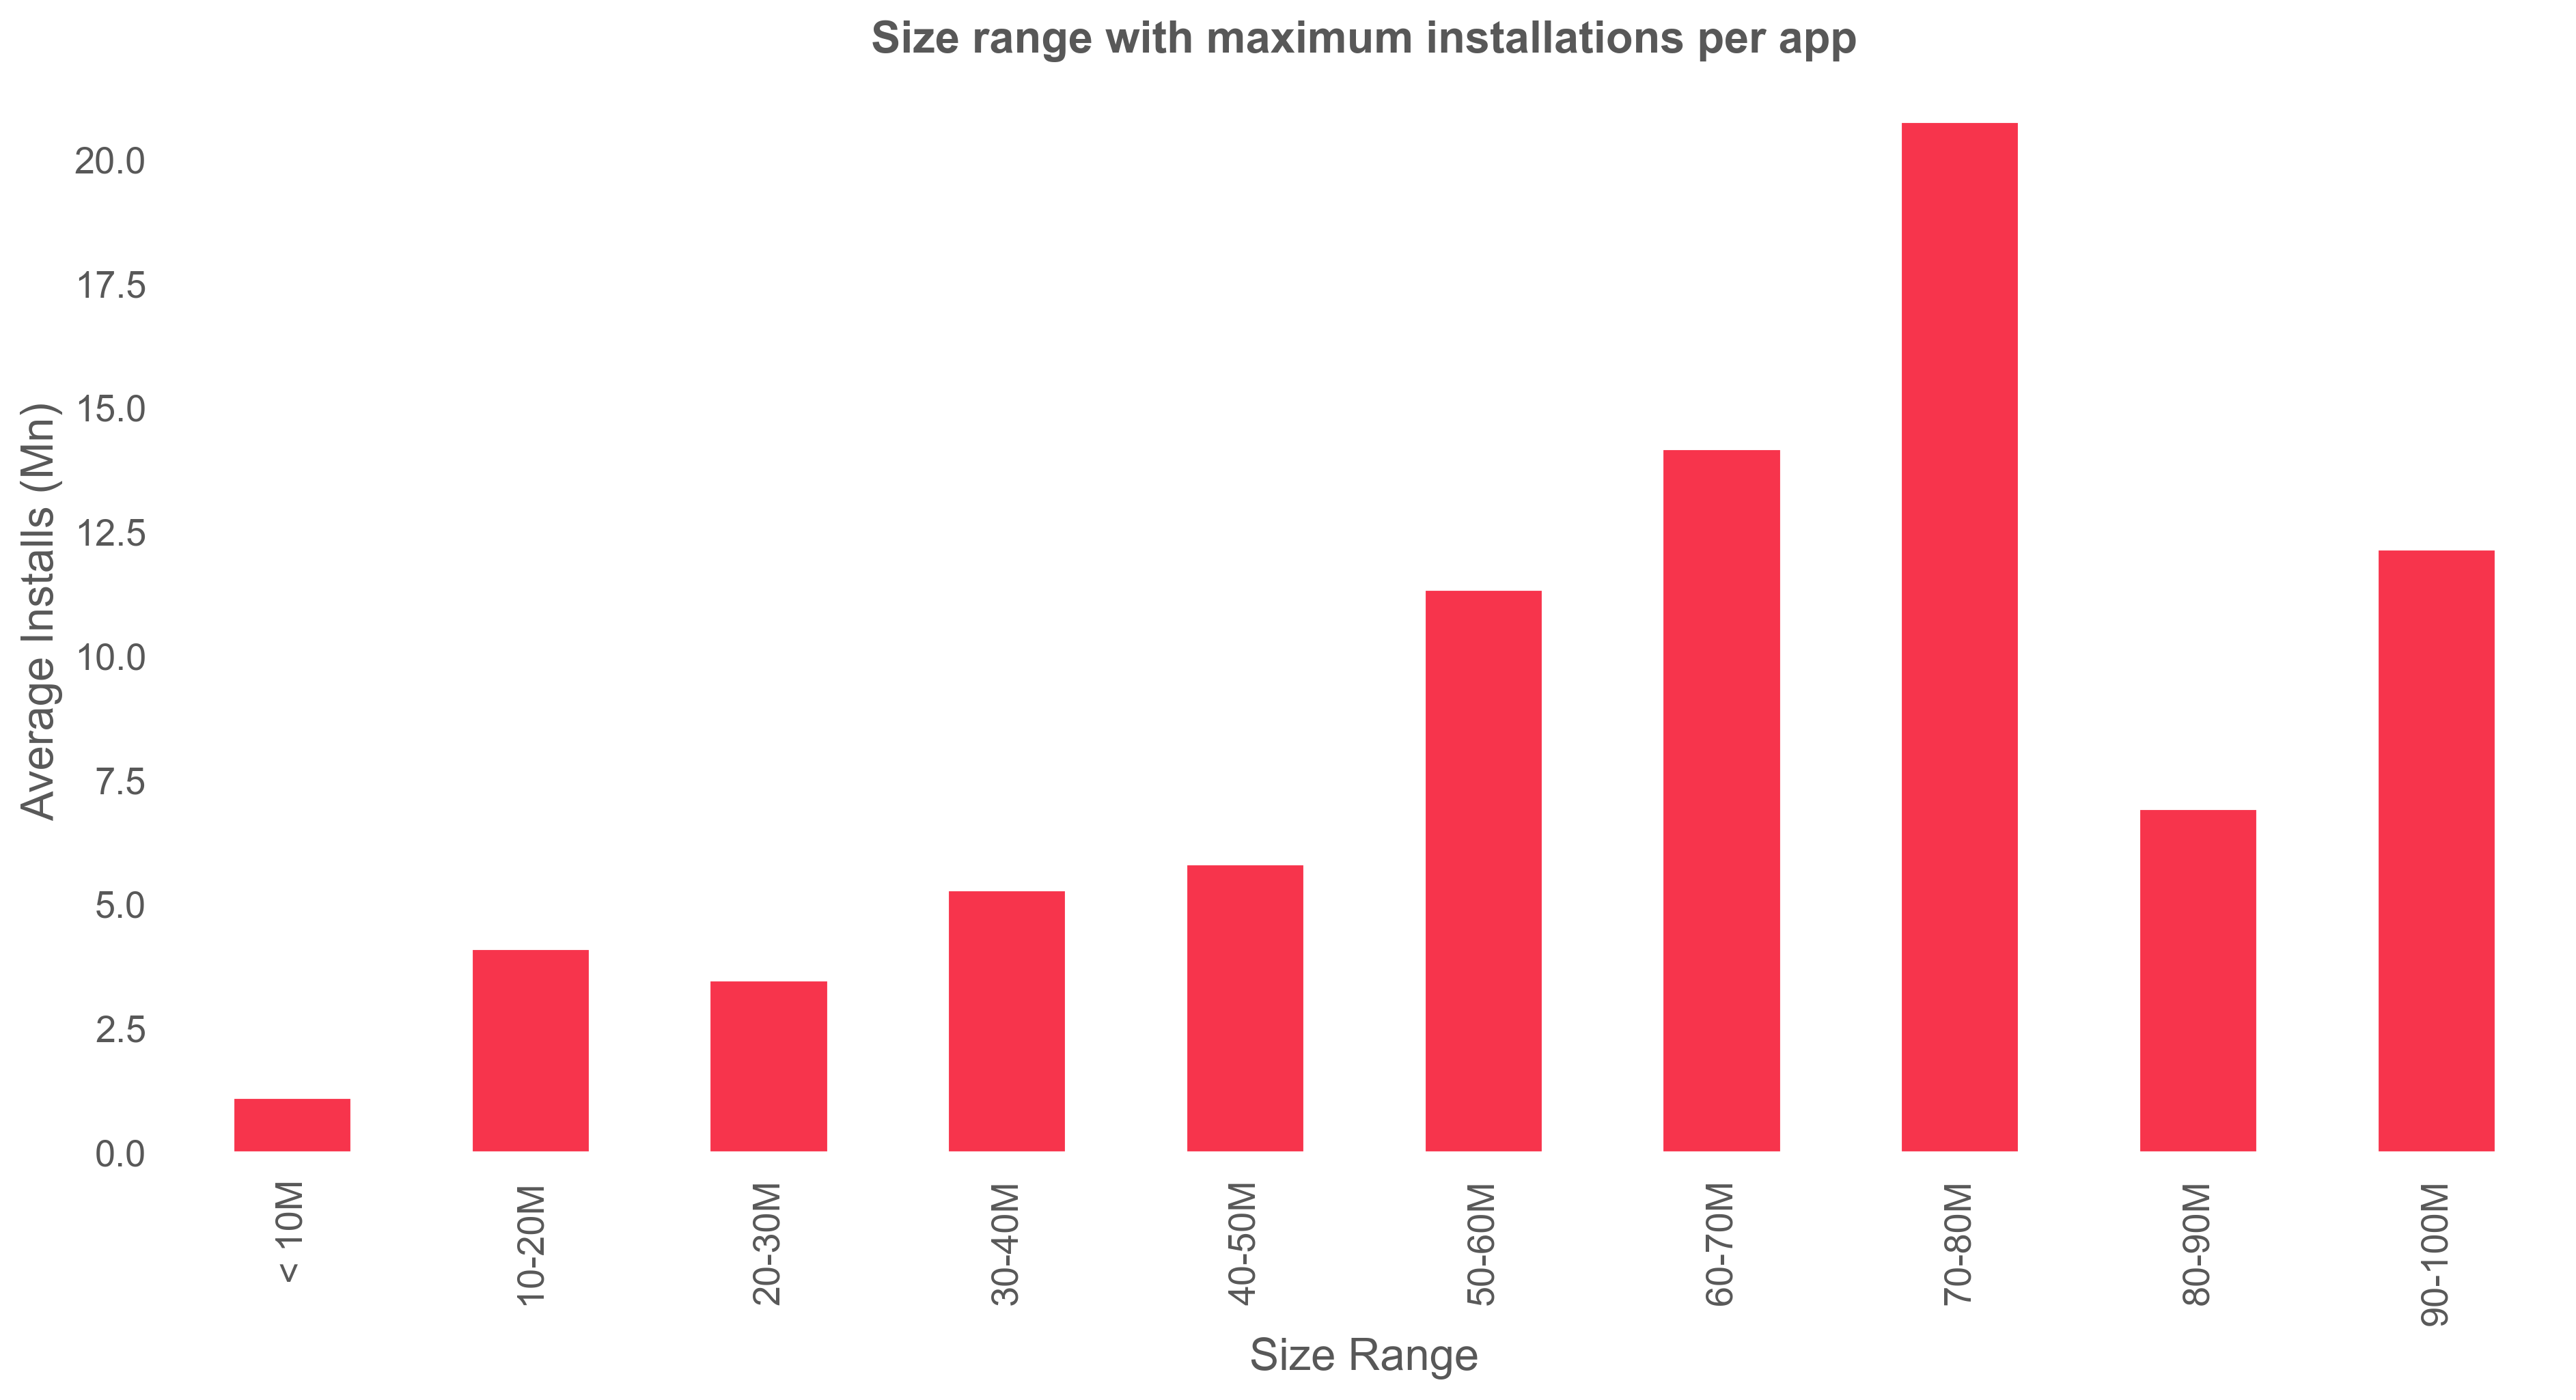 Size range with maximum installations per app
Average Installs (Mn)
20.0
17.5
15.0
12.5
10.0
7.5
5.0
2.5
0.0
< 10M
10-20M
20-30M
30-40M
40-50M
50-60M
60-70M
70-80M
80-90M
90-100M
Size Range